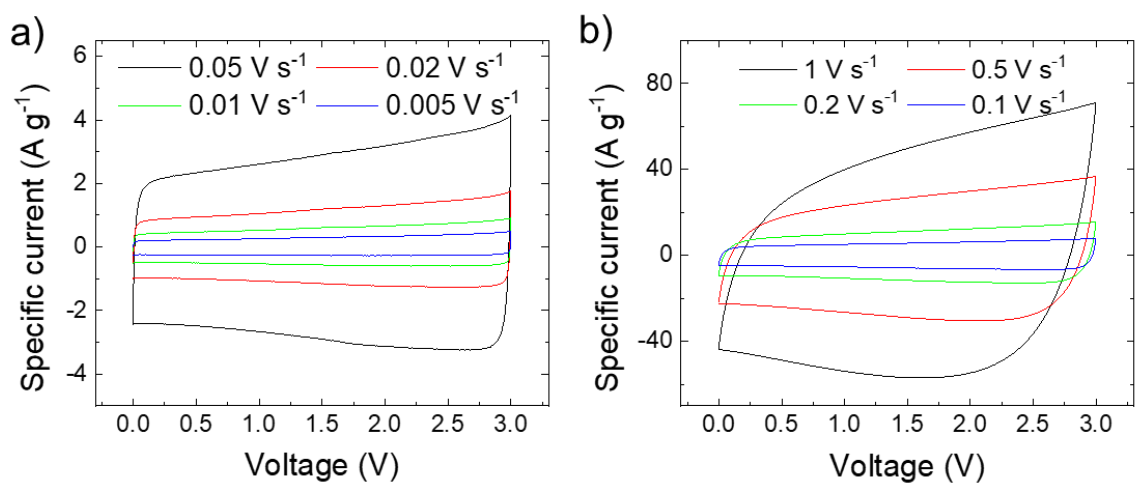 a)
0.05 V s⁻¹ 0.02 V s⁻¹
0.01 V s⁻¹ 0.005 V s⁻¹
6
4
2
0
-2
-4
Specific current (A g⁻¹)
0.0 0.5 1.0 1.5 2.0 2.5 3.0
Voltage (V)
b)
1 V s⁻¹ 0.5 V s⁻¹
0.2 V s⁻¹ 0.1 V s⁻¹
80
40
0
-40
Specific current (A g⁻¹)
0.0 0.5 1.0 1.5 2.0 2.5 3.0
Voltage (V)